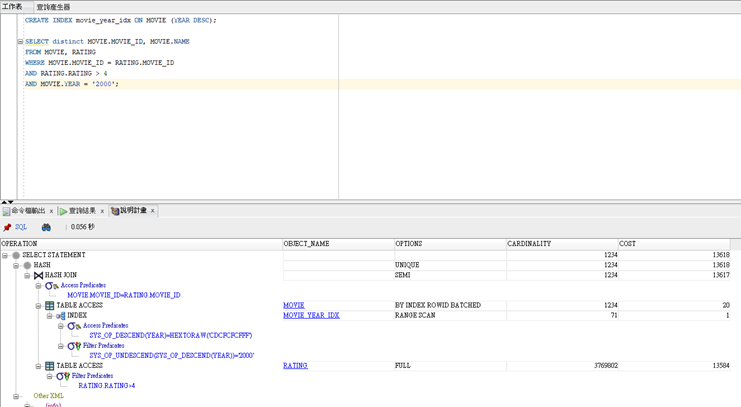 工作表 查詢產生器
CREATE INDEX movie_year_idx ON MOVIE (YEAR DESC);
SELECT distinct MOVIE.MOVIE_ID, MOVIE.NAME
FROM MOVIE, RATING
WHERE MOVIE.MOVIE_ID = RATING.MOVIE_ID
AND RATING.RATING > 4
AND MOVIE.YEAR = '2000';
命令檔輸出 x 查詢結果 x 說明計畫 x
SQL | 0.056 秒
OPERATION OBJECT_NAME OPTIONS CARDINALITY COST
SELECT STATEMENT 1234 13618
HASH UNIQUE 1234 13618
HASH JOIN SEMI 1234 13617
Access Predicates
MOVIE.MOVIE_ID=RATING.MOVIE_ID
TABLE ACCESS MOVIE BY INDEX ROWID BATCHED 1234 20
INDEX MOVIE_YEAR_IDX RANGE SCAN 71 1
Access Predicates
SYS_OP_DESCEND(YEAR)=HEXTORAW('CDCFCFCFFF')
Filter Predicates
SYS_OP_UNDESCEND(SYS_OP_DESCEND(YEAR))='2000'
TABLE ACCESS RATING FULL 3769802 13584
Filter Predicates
RATING.RATING>4
Other XML
{info}